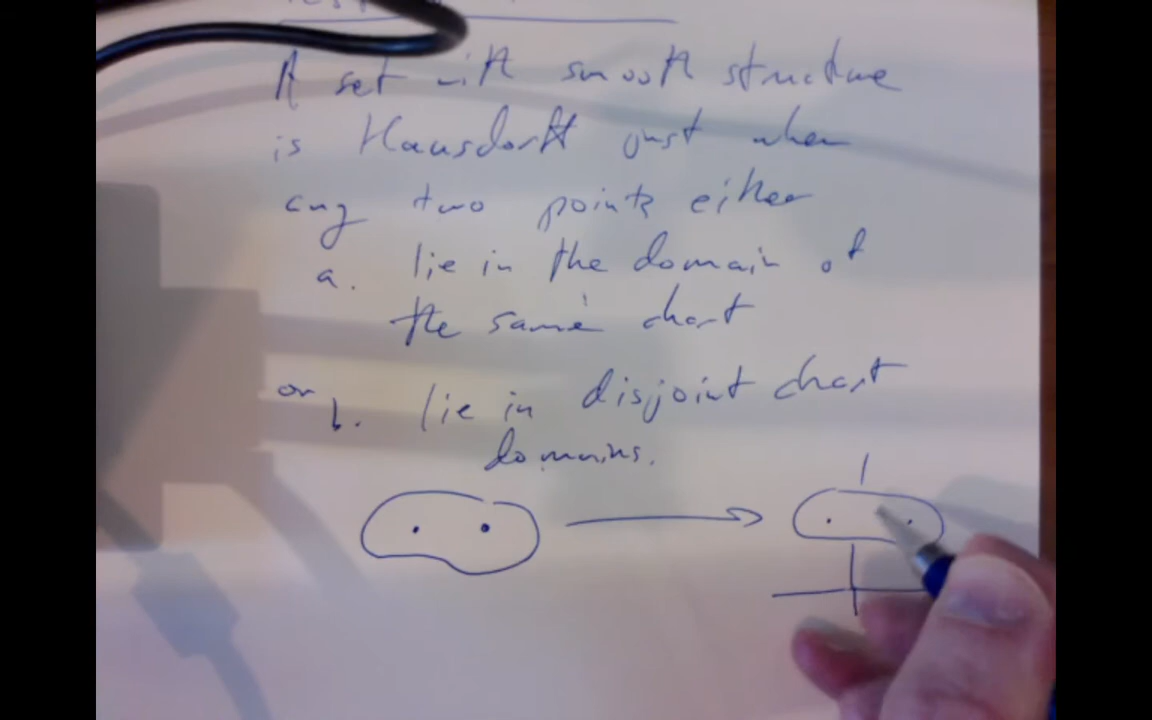 A set with smooth structure
is Hausdorff just when
any two points either
a. lie in the domain of
the same chart
or b. lie in disjoint chart
domains.